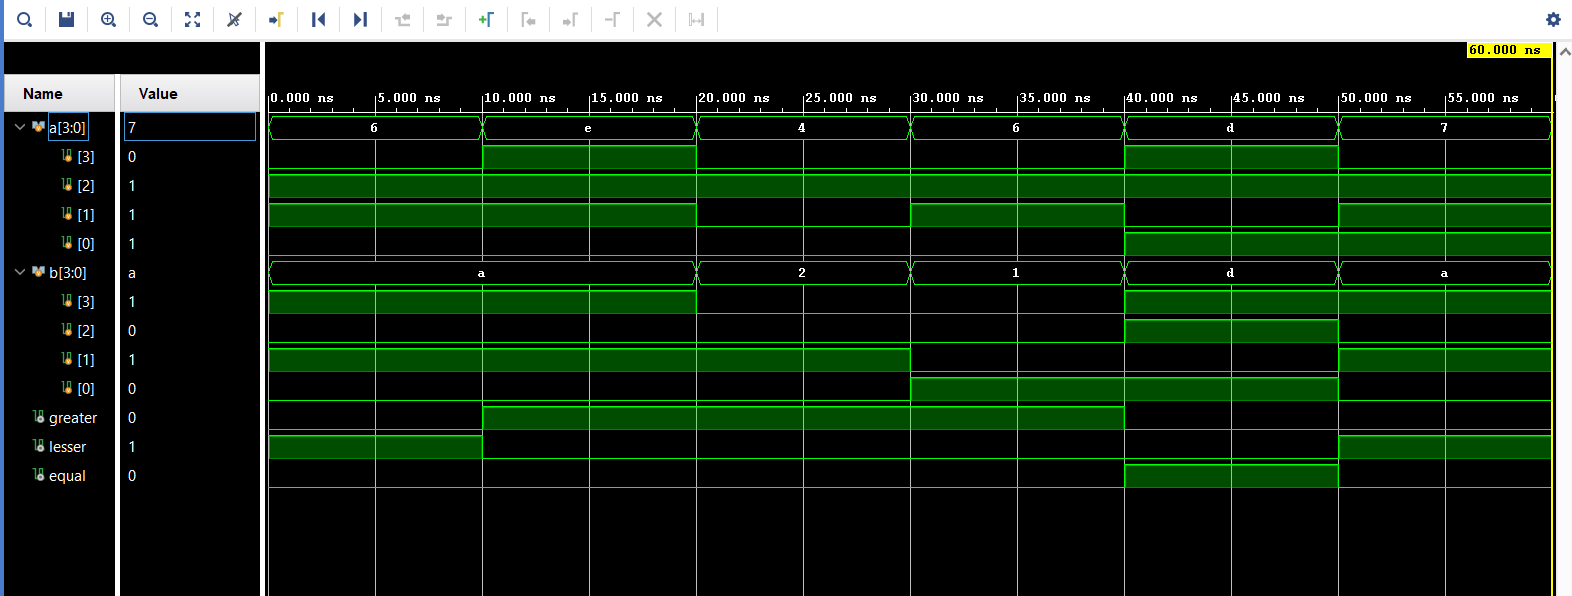 60.000 ns
Name Value
0.000 ns 5.000 ns 10.000 ns 15.000 ns 20.000 ns 25.000 ns 30.000 ns 35.000 ns 40.000 ns 45.000 ns 50.000 ns 55.000 ns
a[3:0] 7 6 e 4 6 d 7
[3] 0
[2] 1
[1] 1
[0] 1
b[3:0] a a 2 1 d a
[3] 1
[2] 0
[1] 1
[0] 0
greater 0
lesser 1
equal 0